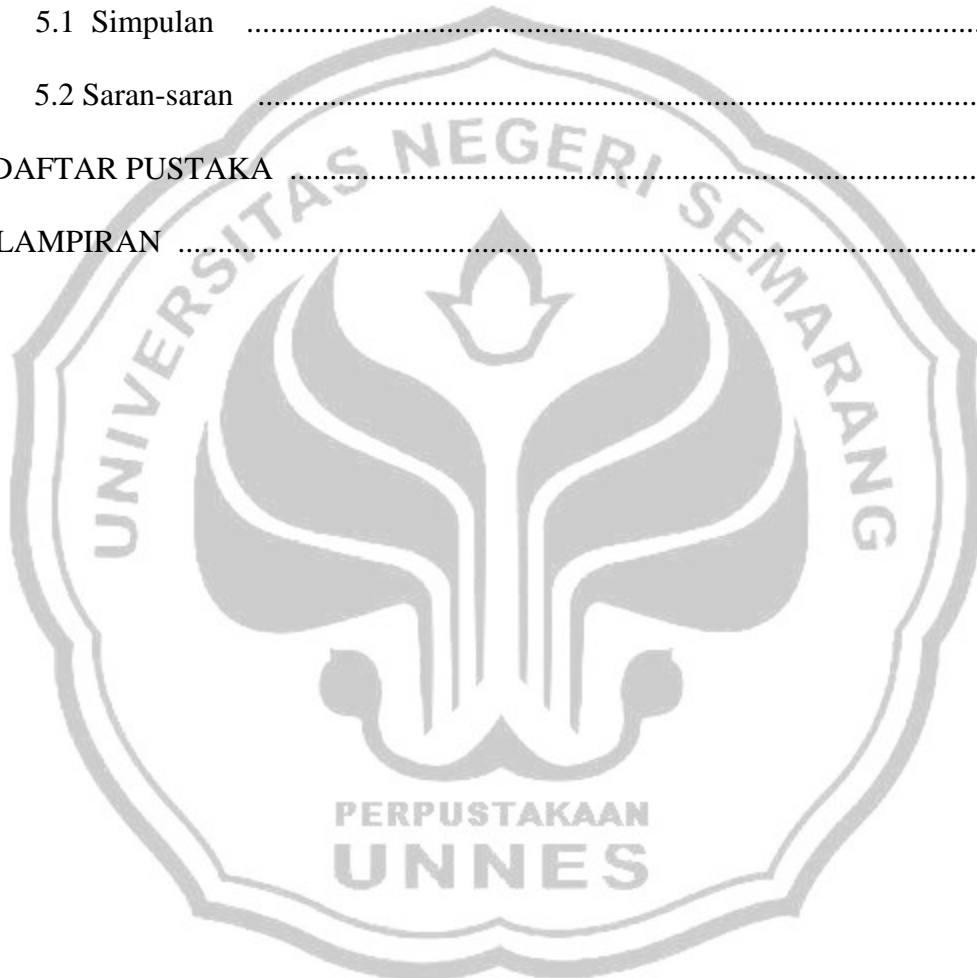 5.1 Simpulan ................................................................................................
5.2 Saran-saran ................................................................................................
DAFTAR PUSTAKA ................................................................................................
LAMPIRAN ................................................................................................
UNIVERSITAS NEGERI SEMARANG
PERPUSTAKAAN
UNNES